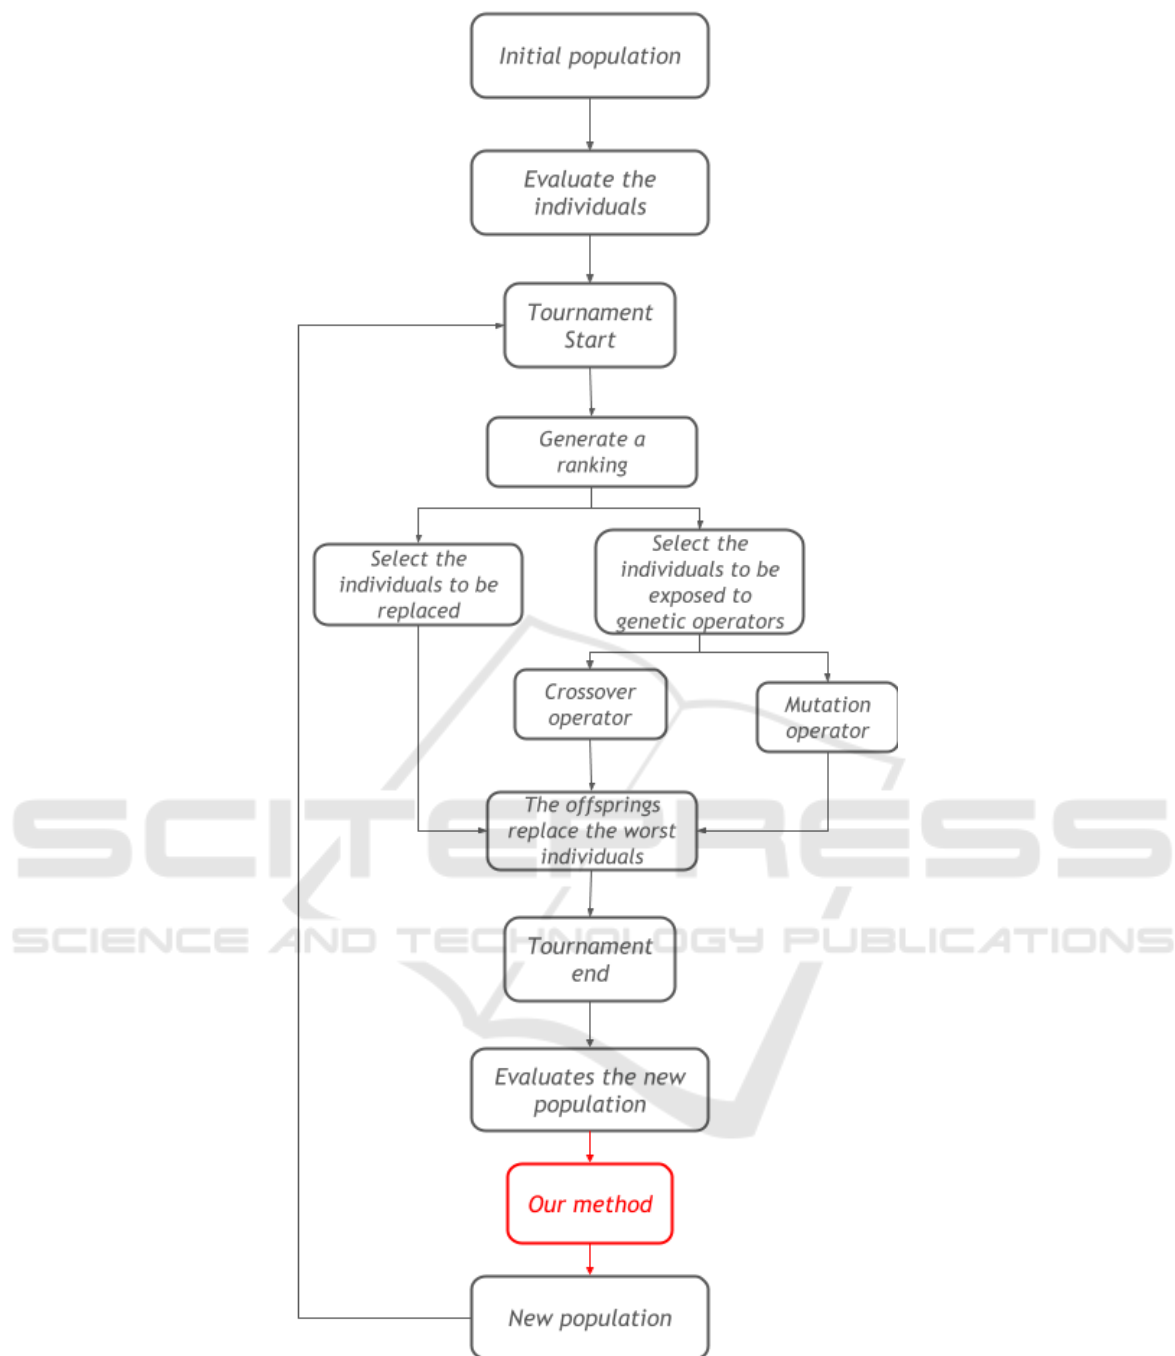 Initial population
Evaluate the
individuals
Tournament
Start
Generate a
ranking
Select the
individuals to be
replaced
Select the
individuals to be
exposed to
genetic operators
Crossover
operator
Mutation
operator
The offsprings
replace the worst
individuals
SCITEPRESS
SCIENCE AND TECHNOLOGY PUBLICATIONS
Tournament
end
Evaluates the new
population
Our method
New population